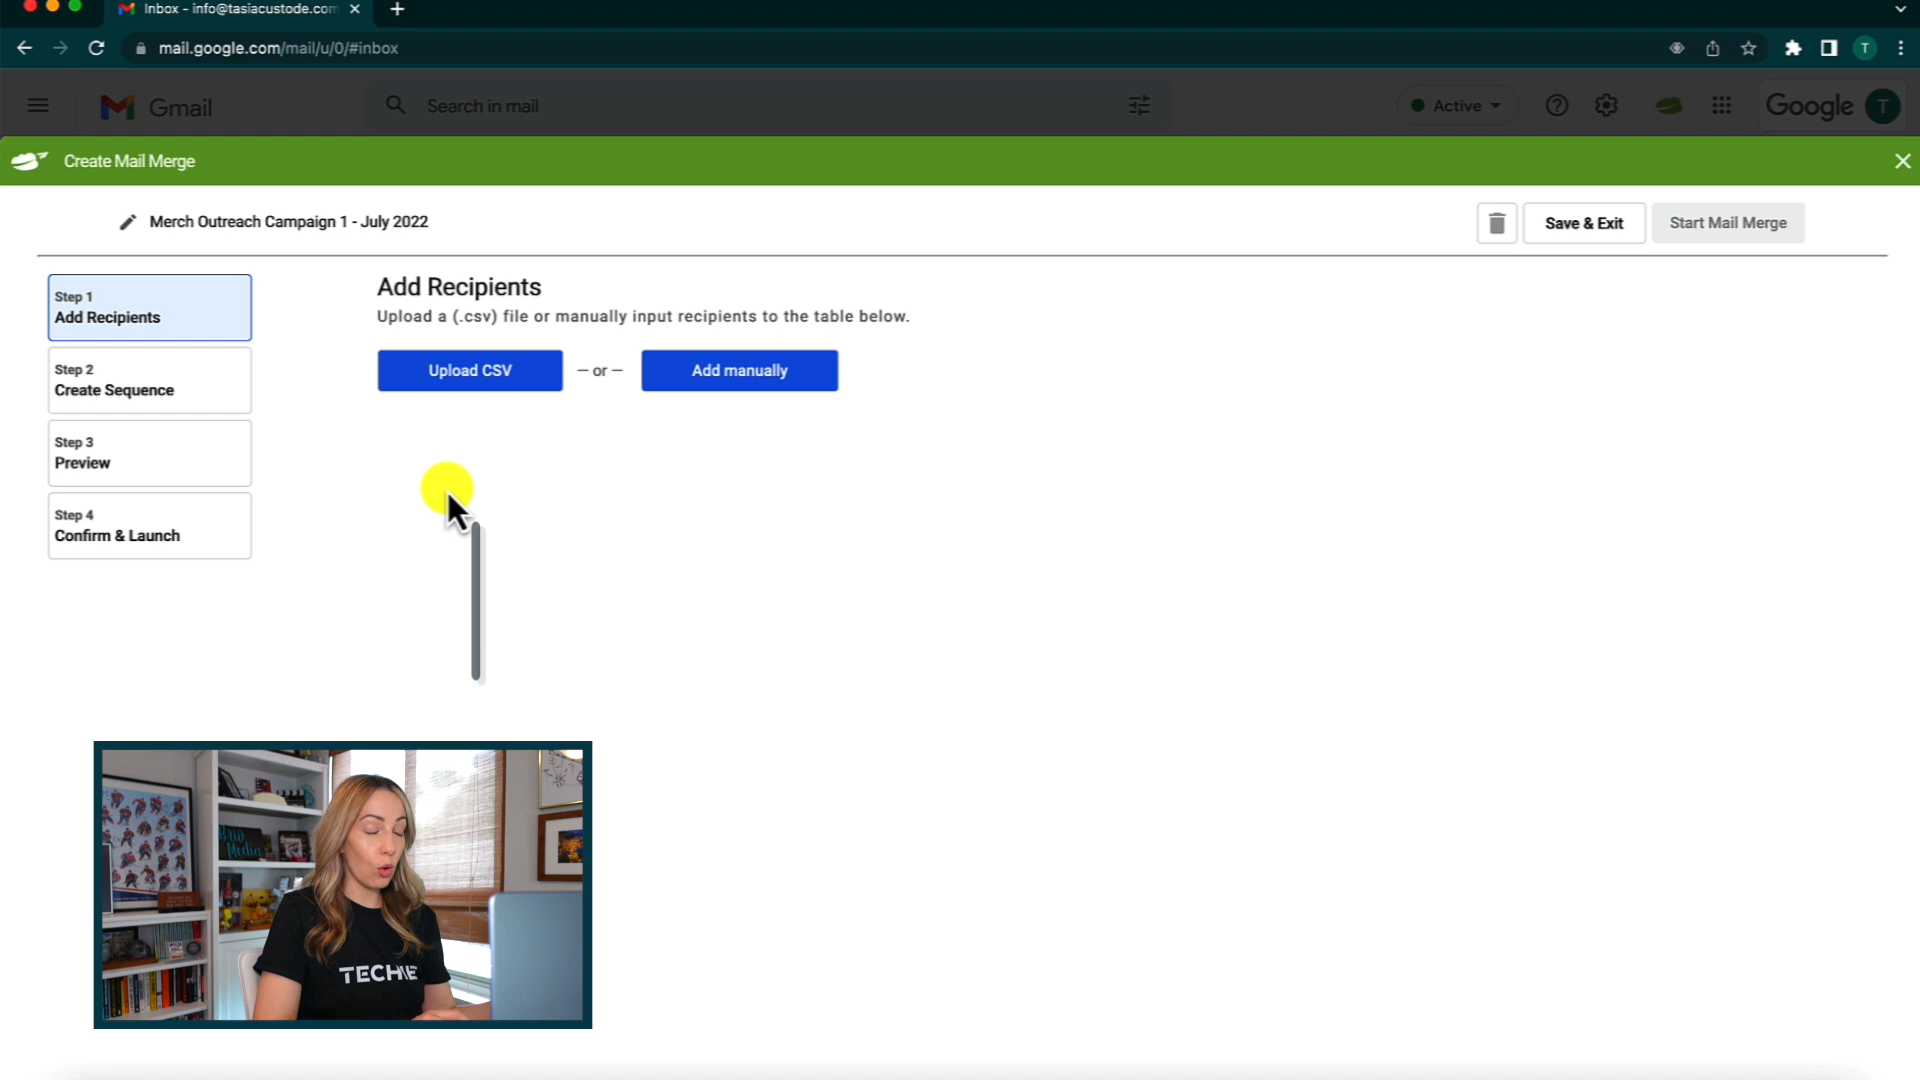 Inbox - info@tasiacustode.com
mail.google.com/mail/u/0/#inbox
T
Gmail
Search in mail
Active
Google
T
Create Mail Merge
Merch Outreach Campaign 1 - July 2022
Save & Exit
Start Mail Merge
Step 1
Add Recipients
Step 2
Create Sequence
Step 3
Preview
Step 4
Confirm & Launch
Add Recipients
Upload a (.csv) file or manually input recipients to the table below.
Upload CSV
— or —
Add manually
Brio
Media
TECHIE